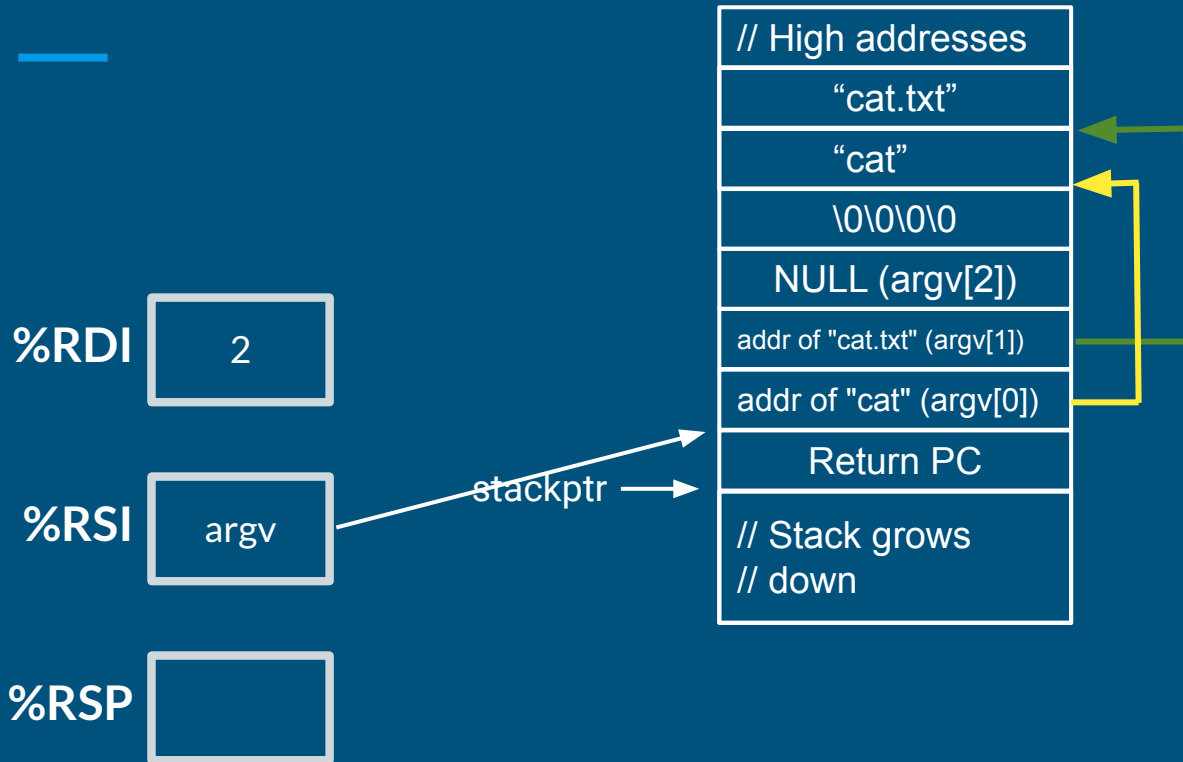 %RDI
2
%RSI
argv
%RSP
stackptr
// High addresses
“cat.txt”
“cat”
\0\0\0\0
NULL (argv[2])
addr of "cat.txt" (argv[1])
addr of "cat" (argv[0])
Return PC
// Stack grows
// down